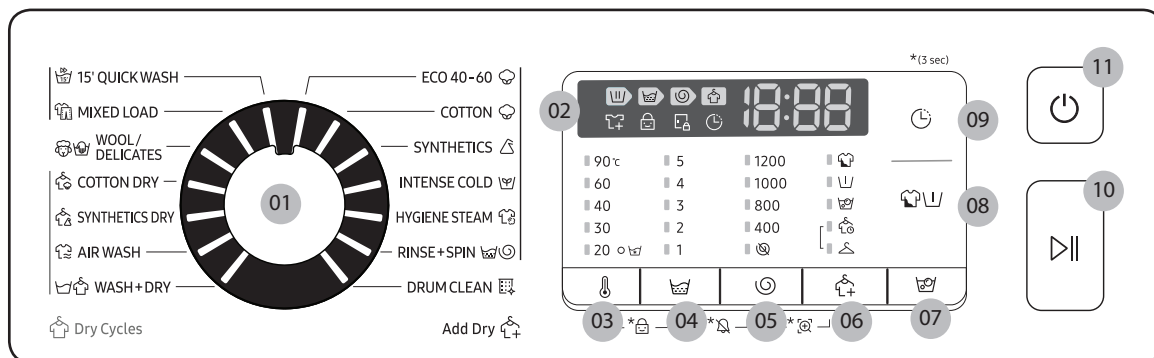 15' QUICK WASH
MIXED LOAD
WOOL/
DELICATES
COTTON DRY
SYNTHETICS DRY
AIR WASH
WASH+DRY
Dry Cycles
01
ECO 40-60
COTTON
SYNTHETICS
INTENSE COLD
HYGIENE STEAM
RINSE+SPIN
DRUM CLEAN
Add Dry
02
18:88
90℃ 5 1200
60 4 1000
40 3 800
30 2 400
20 1
03 * 04 * 05 * 06 07
*(3 sec)
09
08
11
10